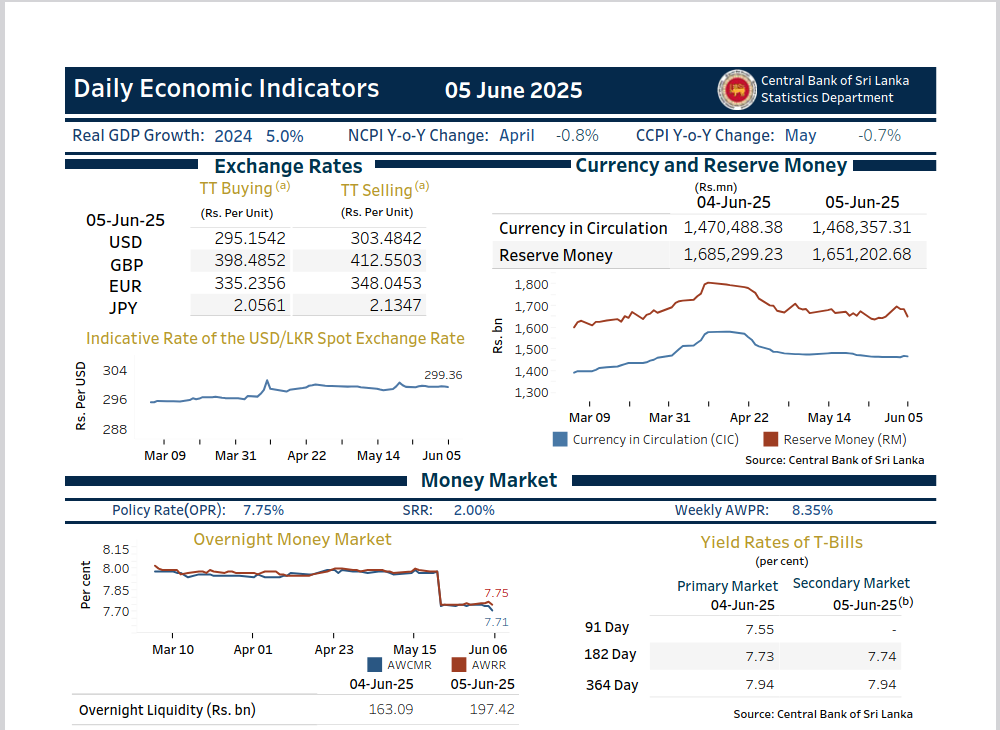 Daily Economic Indicators 05 June 2025 Central Bank of Sri Lanka
Statistics Department
Real GDP Growth: 2024 5.0% NCPI Y-o-Y Change: April -0.8% CCPI Y-o-Y Change: May -0.7%
Exchange Rates
TT Buying (a) TT Selling (a)
05-Jun-25 (Rs. Per Unit) (Rs. Per Unit)
USD 295.1542 303.4842
GBP 398.4852 412.5503
EUR 335.2356 348.0453
JPY 2.0561 2.1347
Indicative Rate of the USD/LKR Spot Exchange Rate
Rs. Per USD
304
296
288
299.36
Mar 09 Mar 31 Apr 22 May 14 Jun 05
Currency and Reserve Money
(Rs.mn)
04-Jun-25 05-Jun-25
Currency in Circulation 1,470,488.38 1,468,357.31
Reserve Money 1,685,299.23 1,651,202.68
Rs. bn
1,800
1,700
1,600
1,500
1,400
1,300
Mar 09 Mar 31 Apr 22 May 14 Jun 05
Currency in Circulation (CIC) Reserve Money (RM)
Source: Central Bank of Sri Lanka
Money Market
Policy Rate(OPR): 7.75% SRR: 2.00% Weekly AWPR: 8.35%
Overnight Money Market
Per cent
8.15
8.00
7.85
7.70
7.75
7.71
Mar 10 Apr 01 Apr 23 May 15 Jun 06
AWCMR AWRR
04-Jun-25 05-Jun-25
Overnight Liquidity (Rs. bn) 163.09 197.42
Yield Rates of T-Bills
(per cent)
Primary Market Secondary Market
04-Jun-25 05-Jun-25(b)
91 Day 7.55 -
182 Day 7.73 7.74
364 Day 7.94 7.94
Source: Central Bank of Sri Lanka